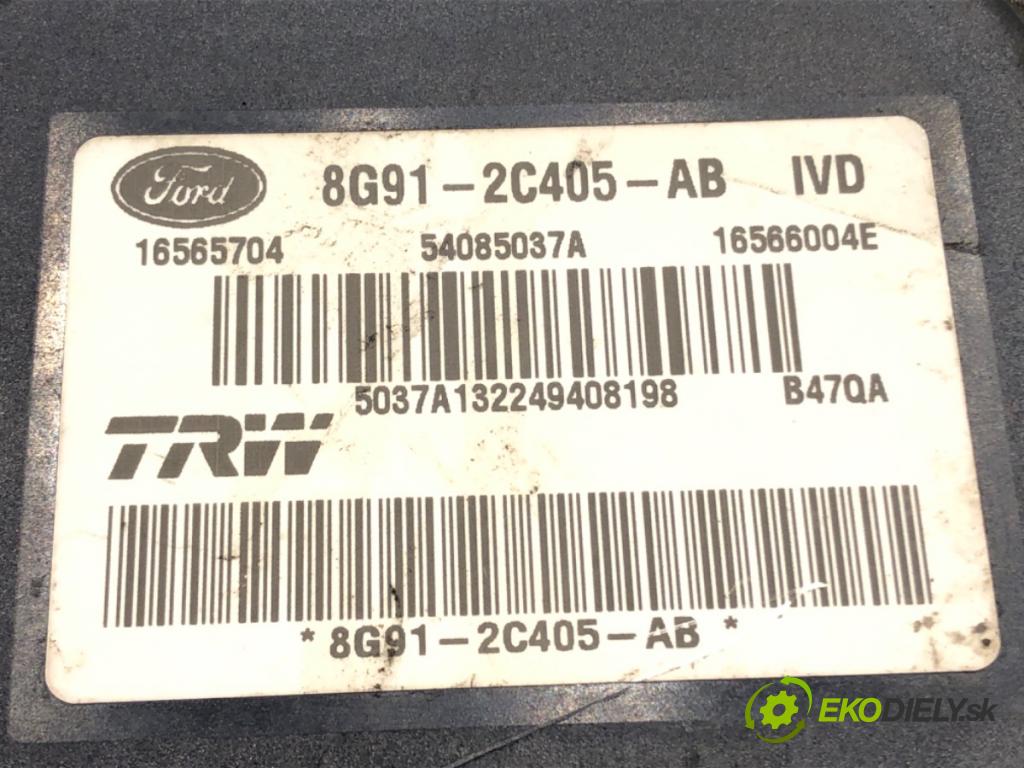 Ford 8G91-2C405-AB IVD
16565704 54085037A 16566004E
5037A132249408198 B47QA
TRW
*8G91-2C405-AB*
EKODIELY.sk